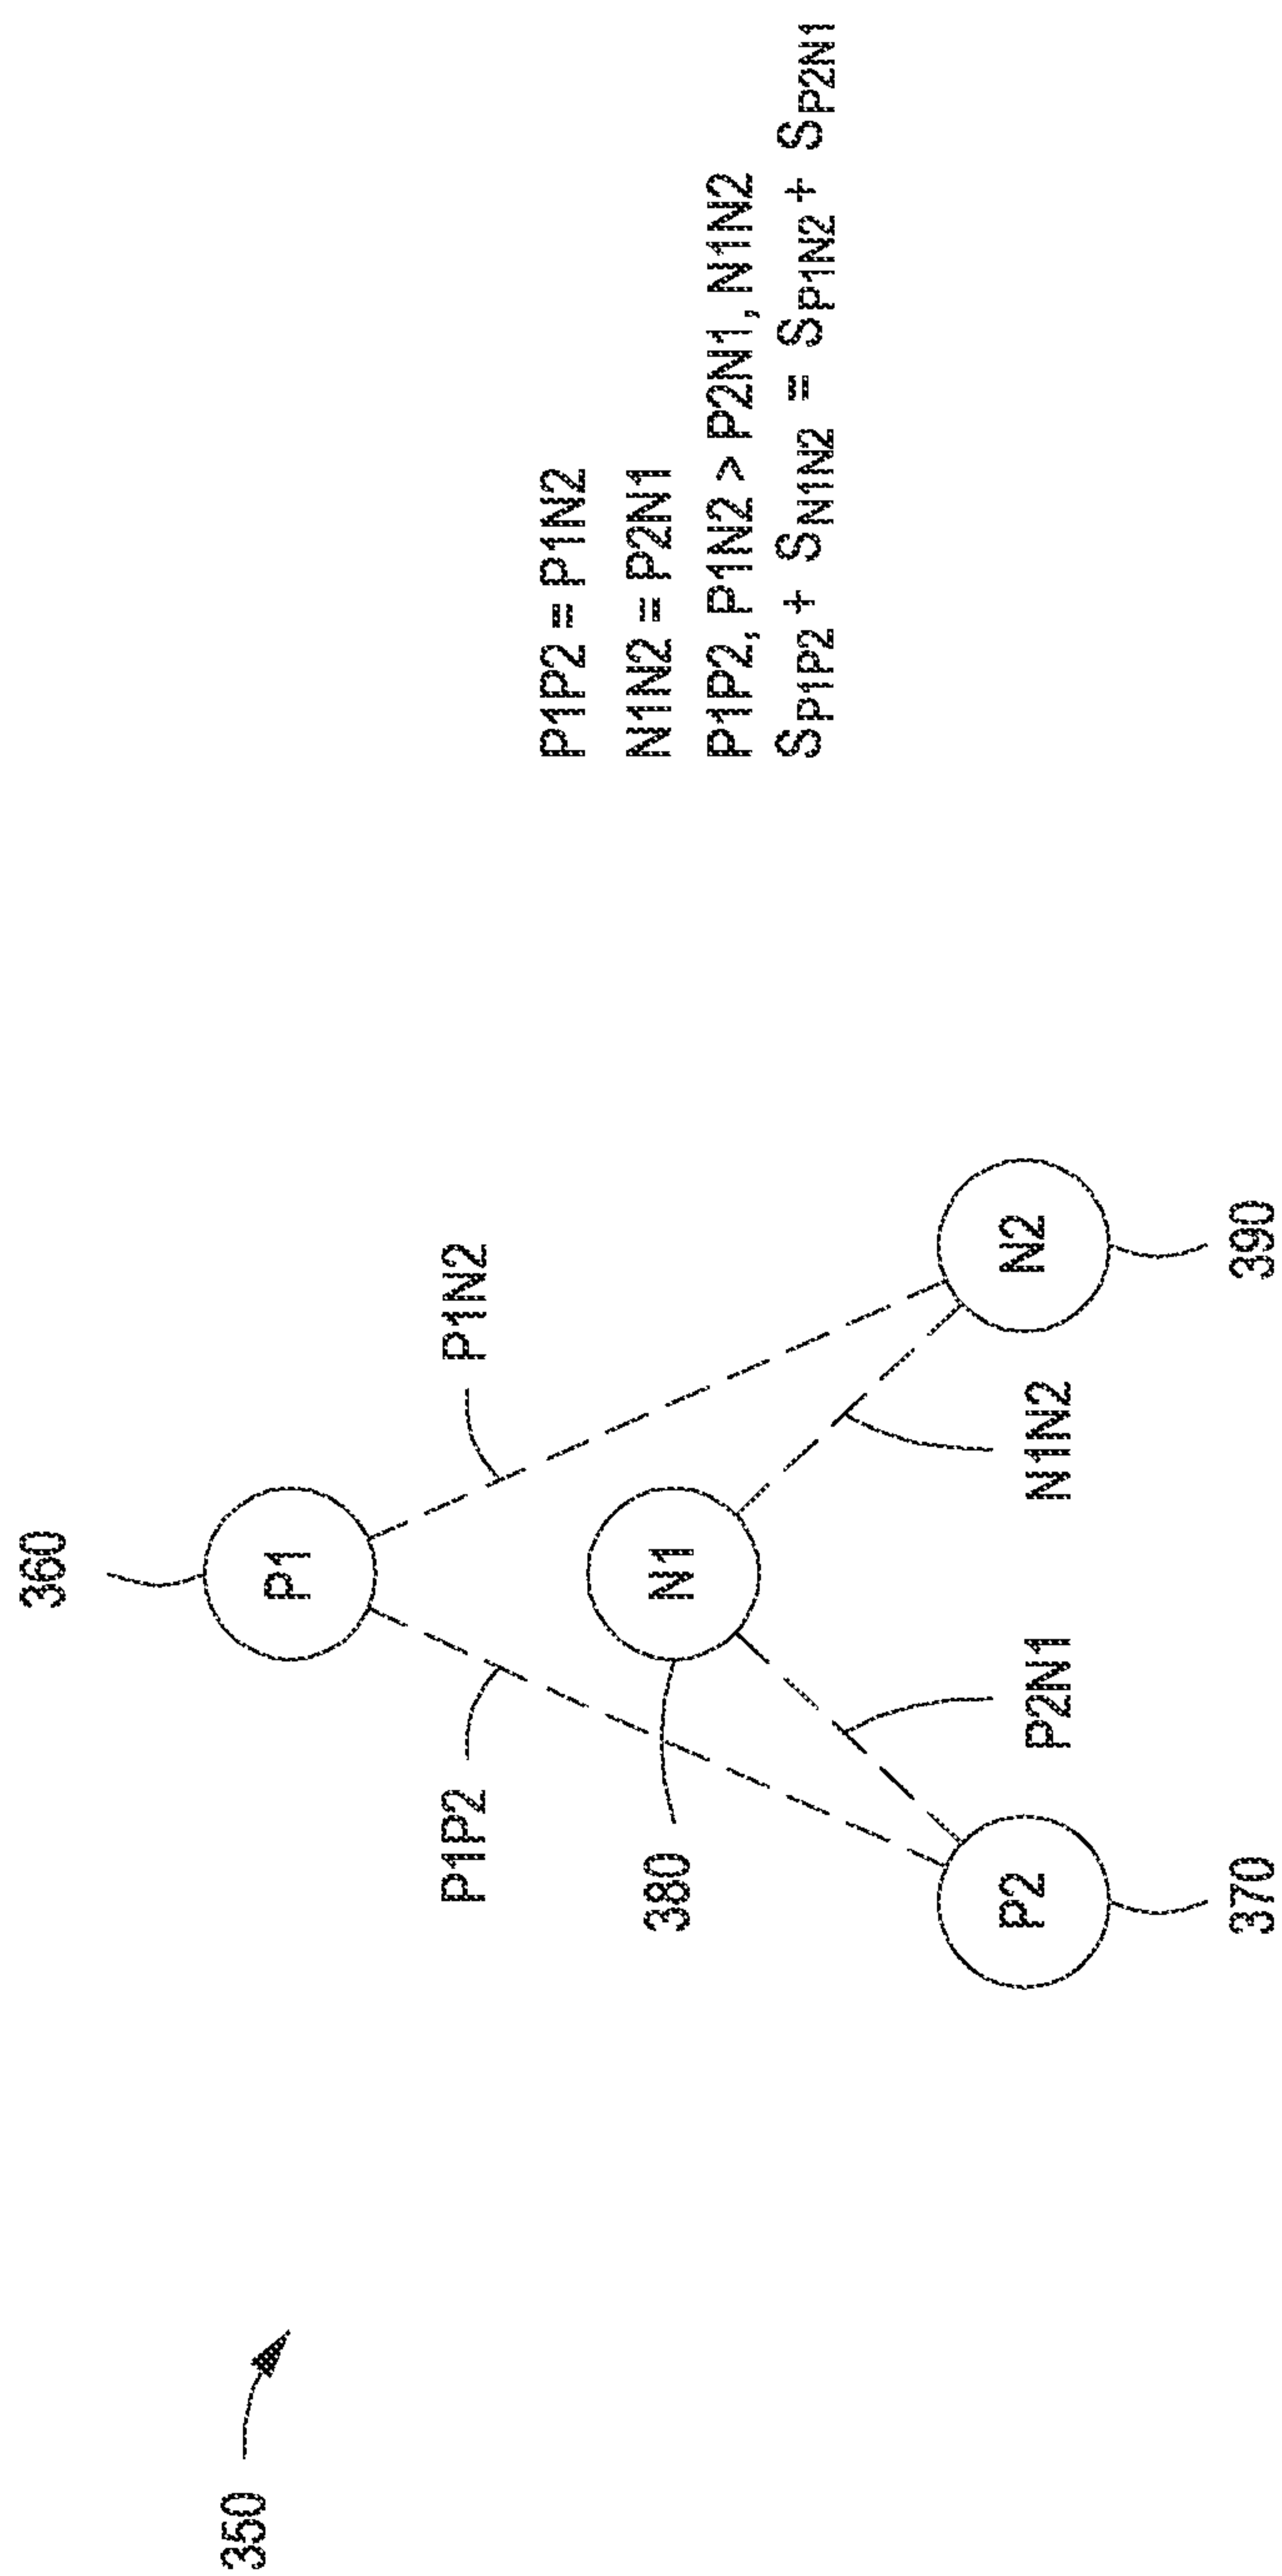 350
360
P1
P1P2
P1N2
380
N1
P2N1
N1N2
P2
N2
370
390
P1P2 = P1N2
N1N2 = P2N1
P1P2, P1N2 > P2N1, N1N2
SP1P2 + SN1N2 = SP1N2 + SP2N1